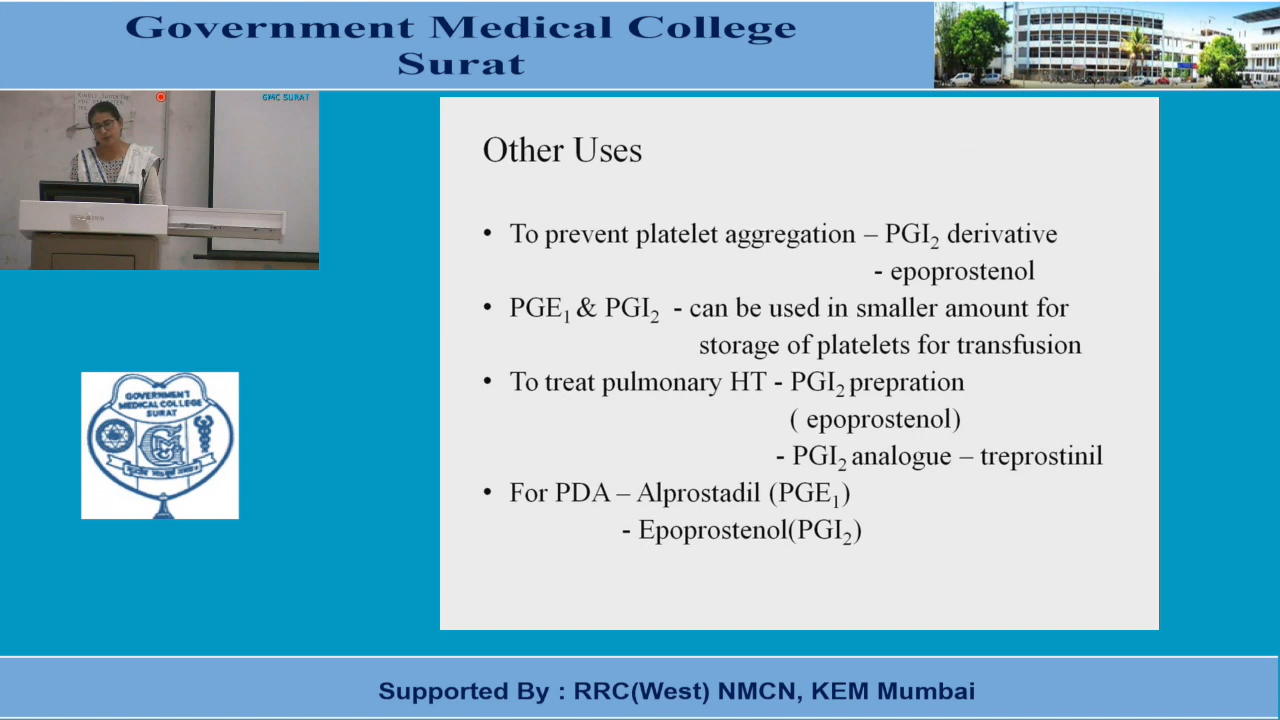 Government Medical College
Surat
GMC SURAT
Other Uses
• To prevent platelet aggregation – PGI2 derivative
- epoprostenol
• PGE1 & PGI2 - can be used in smaller amount for
storage of platelets for transfusion
• To treat pulmonary HT - PGI2 prepration
( epoprostenol)
- PGI2 analogue – treprostinil
• For PDA – Alprostadil (PGE1)
- Epoprostenol(PGI2)
GOVERNMENT
MEDICAL COLLEGE
SURAT
Supported By : RRC(West) NMCN, KEM Mumbai